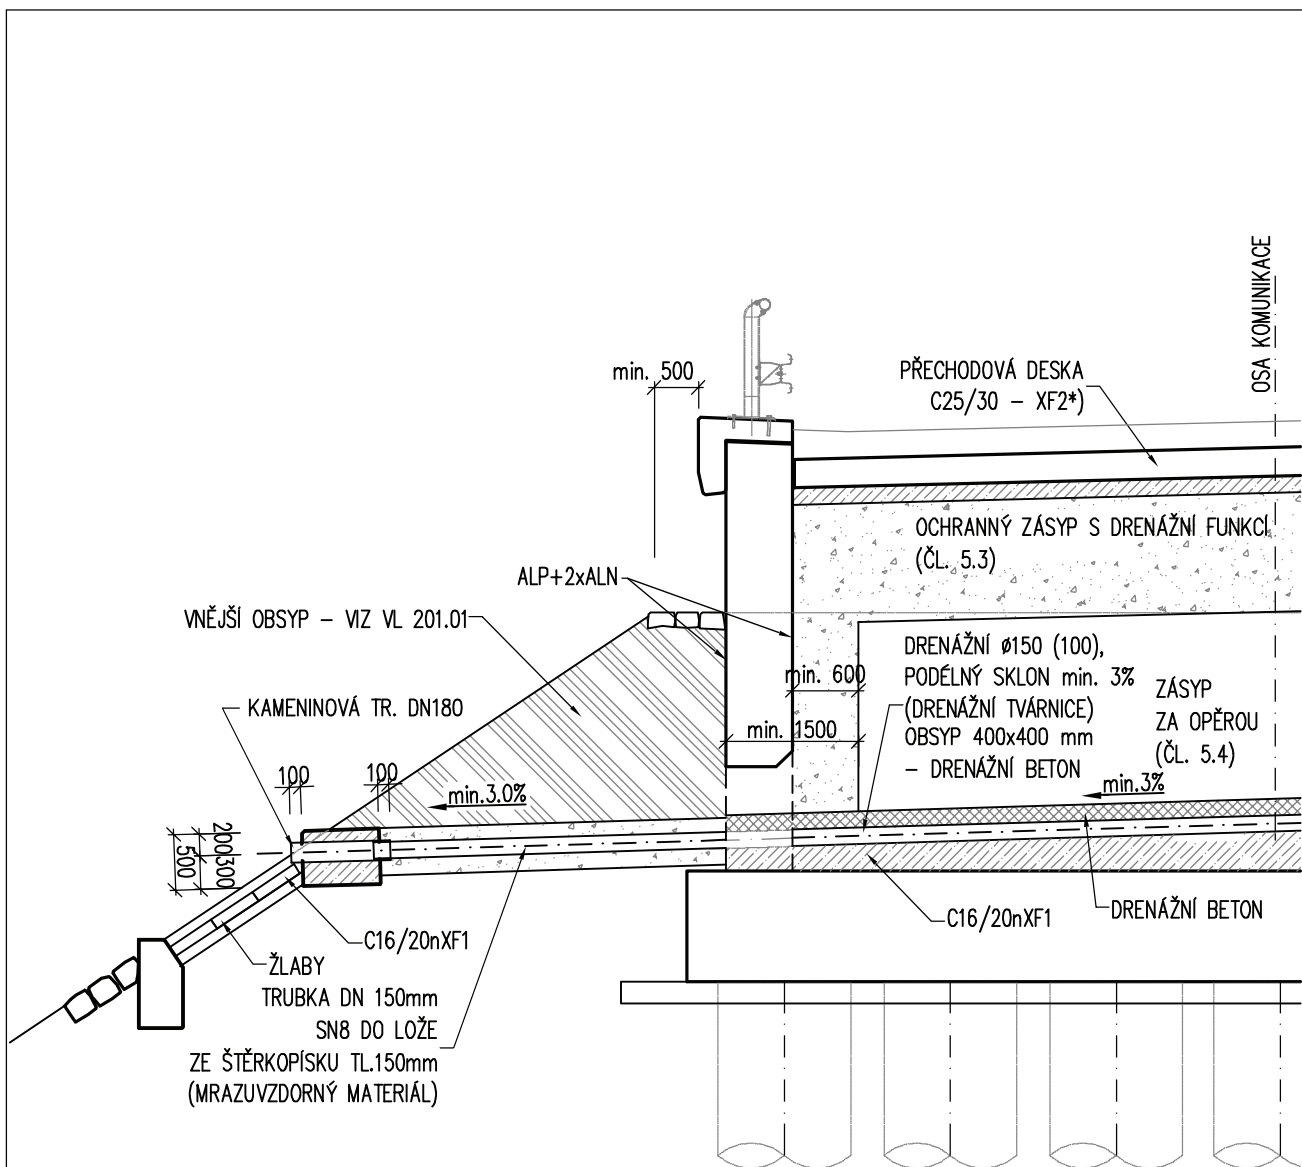 OSA KOMUNIKACE
min. 500
PŘECHODOVÁ DESKA
C25/30 – XF2*)
OCHRANNÝ ZÁSYP S DRENÁŽNÍ FUNKCÍ
(ČL. 5.3)
ALP+2xALN
VNĚJŠÍ OBSYP – VIZ VL 201.01
DRENÁŽNÍ ø150 (100),
PODÉLNÝ SKLON min. 3%
(DRENÁŽNÍ TVÁRNICE)
OBSYP 400x400 mm
– DRENÁŽNÍ BETON
min. 600
ZÁSYP
ZA OPĚROU
(ČL. 5.4)
KAMENINOVÁ TR. DN180
min. 1500
100
100
min.3.0%
min.3%
200
300
500
C16/20nXF1
C16/20nXF1
DRENÁŽNÍ BETON
ŽLABY
TRUBKA DN 150mm
SN8 DO LOŽE
ZE ŠTĚRKOPÍSKU TL.150mm
(MRAZUVZDORNÝ MATERIÁL)